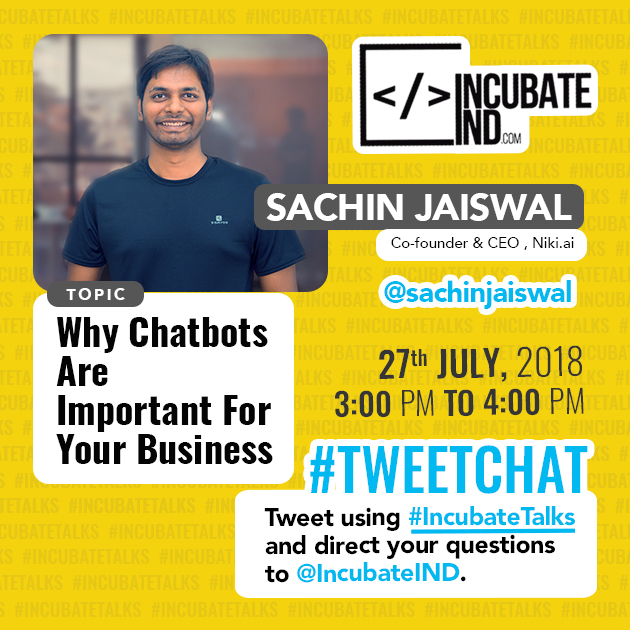 </> INCUBATE
IND.COM
SACHIN JAISWAL
Co-founder & CEO , Niki.ai
@sachinjaiswal
TOPIC
Why Chatbots
Are
Important For
Your Business
27th JULY, 2018
3:00 PM TO 4:00 PM
#TWEETCHAT
Tweet using #IncubateTalks
and direct your questions
to @IncubateIND.
#INCUBATETALKS